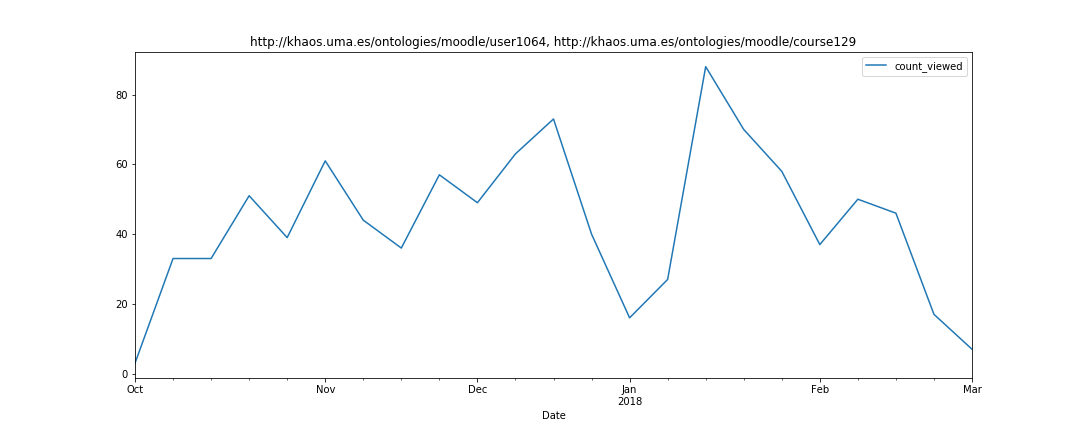 http://khaos.uma.es/ontologies/moodle/user1064, http://khaos.uma.es/ontologies/moodle/course129
count_viewed
80
60
40
20
0
Oct Nov Dec Jan Feb Mar
2018
Date